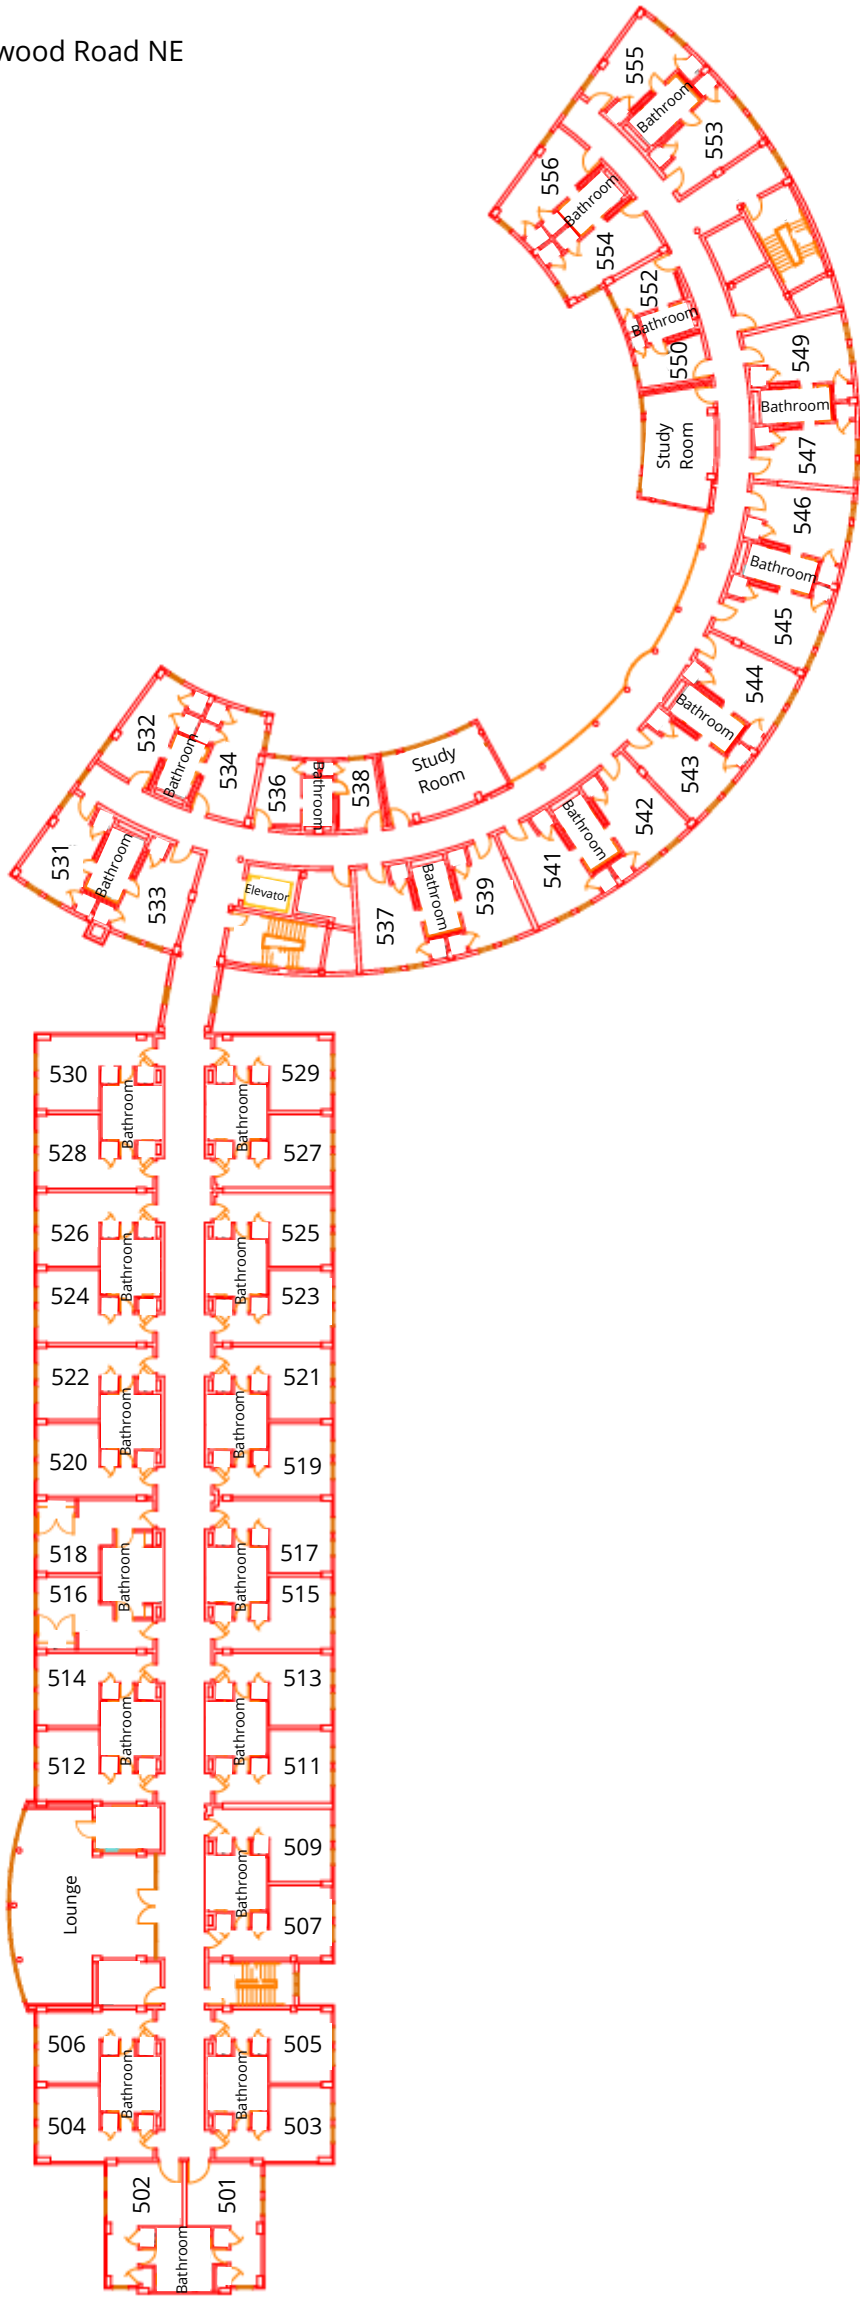 wood Road NE
555
Bathroom
553
556
Bathroom
554
552
Bathroom
550
549
Bathroom
547
Study
Room
546
Bathroom
545
544
Bathroom
543
532
Bathroom
534
536
Bathroom
538
Study
Room
542
Bathroom
541
531
Bathroom
533
Elevator
537
Bathroom
539
530
Bathroom
528
529
Bathroom
527
526
Bathroom
524
525
Bathroom
523
522
Bathroom
520
521
Bathroom
519
518
Bathroom
516
517
Bathroom
515
514
Bathroom
512
513
Bathroom
511
Lounge
509
Bathroom
507
506
Bathroom
504
505
Bathroom
503
502
501
Bathroom